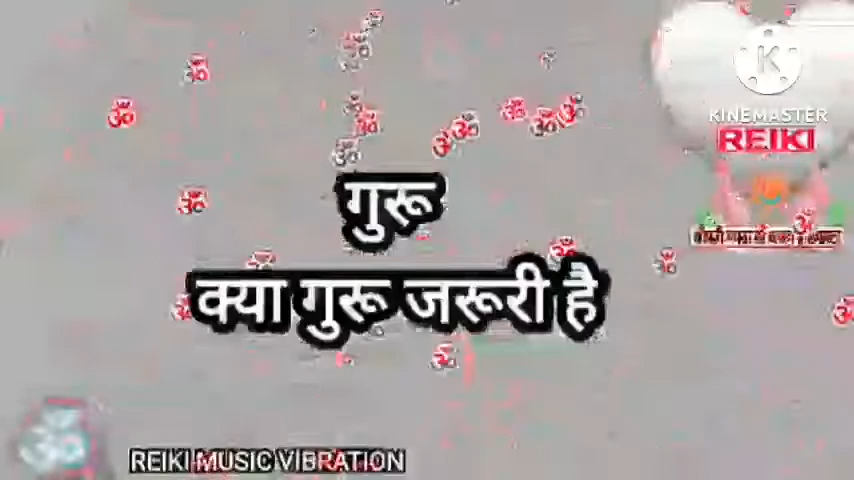 KINEMASTER
REIKI
गुरू
क्या गुरू जरूरी है
REIKI MUSIC VIBRATION